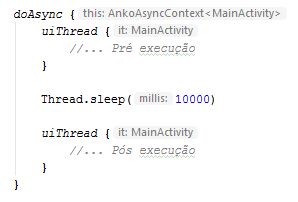 doAsync { this: AnkoAsyncContext<MainActivity>
uiThread { it: MainActivity
//... Pré execução
}
Thread.sleep( millis: 10000)
uiThread { it: MainActivity
//... Pós execução
}
}